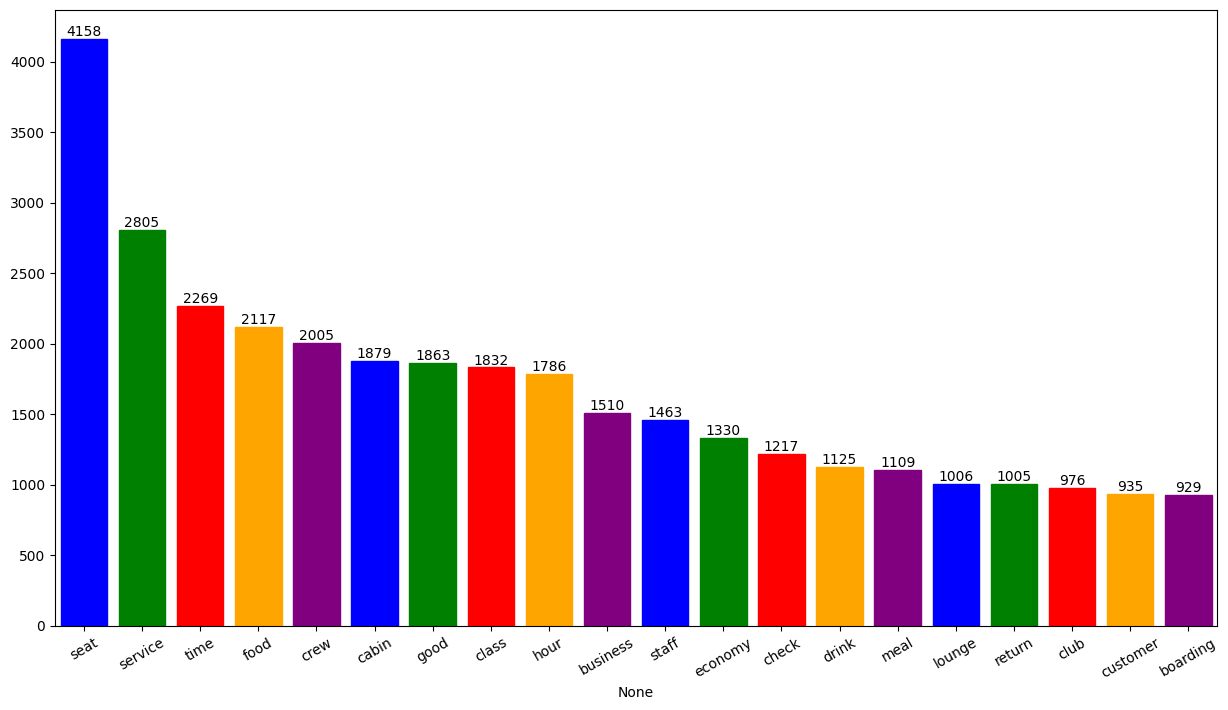 4158
2805
2269
2117
2005
1879
1863
1832
1786
1510
1463
1330
1217
1125
1109
1006
1005
976
935
929
4000
3500
3000
2500
2000
1500
1000
500
0
seat
service
time
food
crew
cabin
good
class
hour
business
staff
economy
check
drink
meal
lounge
return
club
customer
boarding
None